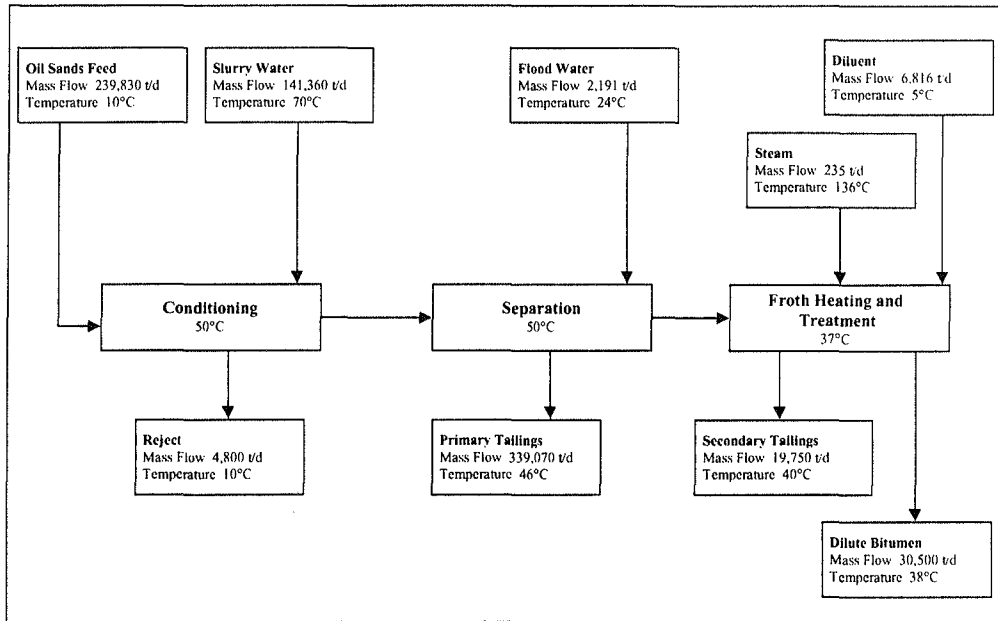 Oil Sands Feed
Mass Flow 239,830 t/d
Temperature 10°C
Slurry Water
Mass Flow 141,360 t/d
Temperature 70°C
Flood Water
Mass Flow 2,191 t/d
Temperature 24°C
Diluent
Mass Flow 6,816 t/d
Temperature 5°C
Steam
Mass Flow 235 t/d
Temperature 136°C
Conditioning
50°C
Separation
50°C
Froth Heating and
Treatment
37°C
Reject
Mass Flow 4,800 t/d
Temperature 10°C
Primary Tailings
Mass Flow 339,070 t/d
Temperature 46°C
Secondary Tailings
Mass Flow 19,750 t/d
Temperature 40°C
Dilute Bitumen
Mass Flow 30,500 t/d
Temperature 38°C